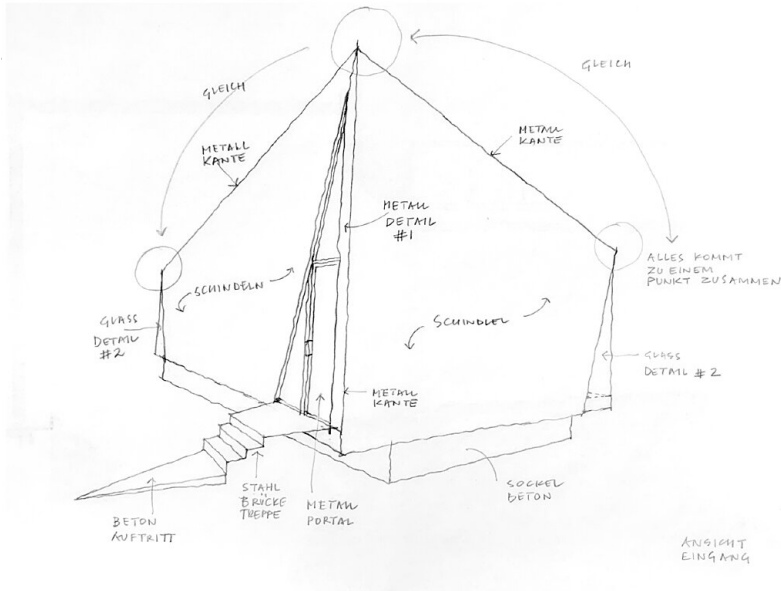 GLEICH
GLEICH
METALL
KANTE
METALL
KANTE
METALL
DETAIL
#1
ALLES KOMMT
ZU EINEM
PUNKT ZUSAMMEN
SCHINDELN
SCHINDEL
GLASS
DETAIL
#2
GLASS
DETAIL #2
METALL
KANTE
STAHL
BRÜCKE
TREPPE
METALL
PORTAL
SOCKEL
BETON
BETON
AUFTRITT
ANSICHT
EINGANG